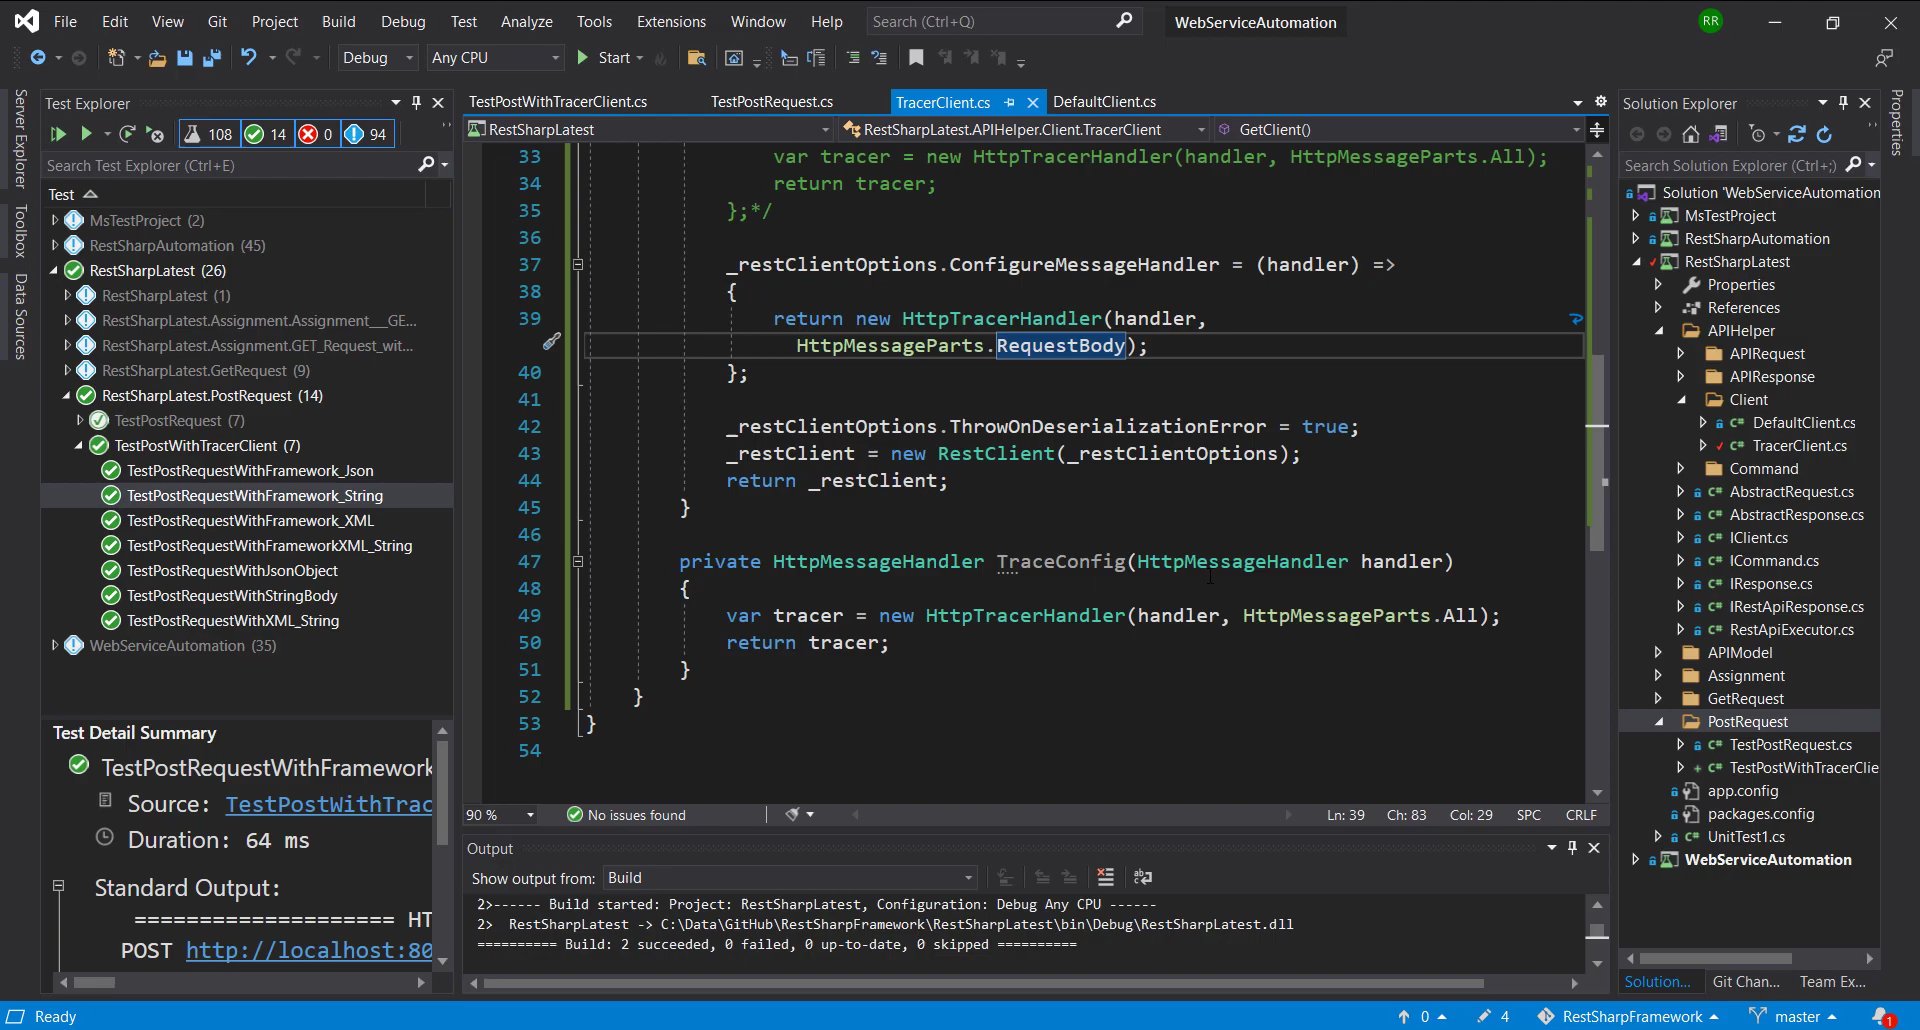 File Edit View Git Project Build Debug Test Analyze Tools Extensions Window Help Search (Ctrl+Q) WebServiceAutomation RR
Debug Any CPU Start
Server Explorer
Toolbox
Data Sources
Test Explorer
108 14 0 94
Search Test Explorer (Ctrl+E)
Test
MsTestProject (2)
RestSharpAutomation (45)
RestSharpLatest (26)
RestSharpLatest (1)
RestSharpLatest.Assignment.Assignment___GE...
RestSharpLatest.Assignment.GET_Request_wit...
RestSharpLatest.GetRequest (9)
RestSharpLatest.PostRequest (14)
TestPostRequest (7)
TestPostWithTracerClient (7)
TestPostRequestWithFramework_Json
TestPostRequestWithFramework_String
TestPostRequestWithFramework_XML
TestPostRequestWithFrameworkXML_String
TestPostRequestWithJsonObject
TestPostRequestWithStringBody
TestPostRequestWithXML_String
WebServiceAutomation (35)
Test Detail Summary
TestPostRequestWithFramework
Source: TestPostWithTrac
Duration: 64 ms
Standard Output:
==================== HT
POST http://localhost:80
TestPostWithTracerClient.cs TestPostRequest.cs TracerClient.cs DefaultClient.cs
RestSharpLatest RestSharpLatest.APIHelper.Client.TracerClient GetClient()
33 var tracer = new HttpTracerHandler(handler, HttpMessageParts.All);
34 return tracer;
35 };*/
36
37 _restClientOptions.ConfigureMessageHandler = (handler) =>
38 {
39 return new HttpTracerHandler(handler,
HttpMessageParts.RequestBody);
40 };
41
42 _restClientOptions.ThrowOnDeserializationError = true;
43 _restClient = new RestClient(_restClientOptions);
44 return _restClient;
45 }
46
47 private HttpMessageHandler TraceConfig(HttpMessageHandler handler)
48 {
49 var tracer = new HttpTracerHandler(handler, HttpMessageParts.All);
50 return tracer;
51 }
52 }
53 }
54
90 % No issues found Ln: 39 Ch: 83 Col: 29 SPC CRLF
Output
Show output from: Build
2>------ Build started: Project: RestSharpLatest, Configuration: Debug Any CPU ------
2> RestSharpLatest -> C:\Data\GitHub\RestSharpFramework\RestSharpLatest\bin\Debug\RestSharpLatest.dll
========== Build: 2 succeeded, 0 failed, 0 up-to-date, 0 skipped ==========
Solution Explorer
Search Solution Explorer (Ctrl+;)
Solution 'WebServiceAutomation
MsTestProject
RestSharpAutomation
RestSharpLatest
Properties
References
APIHelper
APIRequest
APIResponse
Client
DefaultClient.cs
TracerClient.cs
Command
AbstractRequest.cs
AbstractResponse.cs
IClient.cs
ICommand.cs
IResponse.cs
IRestApiResponse.cs
RestApiExecutor.cs
APIModel
Assignment
GetRequest
PostRequest
TestPostRequest.cs
TestPostWithTracerClie
app.config
packages.config
UnitTest1.cs
WebServiceAutomation
Solution... Git Chan... Team Ex...
Properties
Ready 0 4 RestSharpFramework master 1